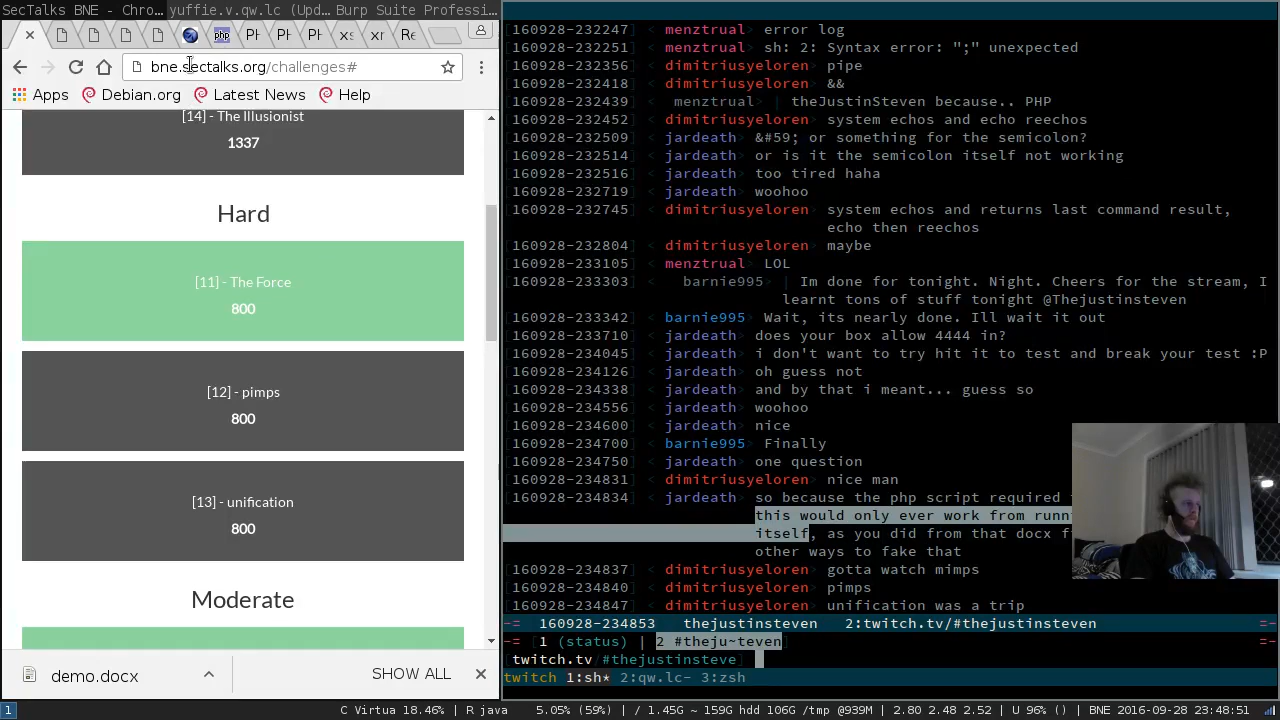 SecTalks BNE - Chro
yuffie.v.qw.lc (Upd
Burp Suite Professi
bne.sectalks.org/challenges#
Apps
Debian.org
Latest News
Help
[14] - The Illusionist
1337
Hard
[11] - The Force
800
[12] - pimps
800
[13] - unification
800
Moderate
demo.docx
SHOW ALL
[160928-232247] < menztrual> error log
[160928-232251] < menztrual> sh: 2: Syntax error: ";" unexpected
[160928-232356] < dimitriusyeloren> pipe
[160928-232418] < dimitriusyeloren> &&
[160928-232439] < menztrual> | theJustinSteven because.. PHP
[160928-232452] < dimitriusyeloren> system echos and echo reechos
[160928-232509] < jardeath> &#59; or something for the semicolon?
[160928-232514] < jardeath> or is it the semicolon itself not working
[160928-232516] < jardeath> too tired haha
[160928-232719] < jardeath> woohoo
[160928-232745] < dimitriusyeloren> system echos and returns last command result,
echo then reechos
[160928-232804] < dimitriusyeloren> maybe
[160928-233105] < menztrual> LOL
[160928-233303] < barnie995> | Im done for tonight. Night. Cheers for the stream, I
learnt tons of stuff tonight @Thejustinsteven
[160928-233342] < barnie995> Wait, its nearly done. Ill wait it out
[160928-233710] < jardeath> does your box allow 4444 in?
[160928-234045] < jardeath> i don't want to try hit it to test and break your test :P
[160928-234126] < jardeath> oh guess not
[160928-234338] < jardeath> and by that i meant... guess so
[160928-234556] < jardeath> woohoo
[160928-234600] < jardeath> nice
[160928-234700] < barnie995> Finally
[160928-234750] < jardeath> one question
[160928-234831] < dimitriusyeloren> nice man
[160928-234834] < jardeath> so because the php script required
this would only ever work from runn
itself, as you did from that docx f
other ways to fake that
[160928-234837] < dimitriusyeloren> gotta watch mimps
[160928-234840] < dimitriusyeloren> pimps
[160928-234847] < dimitriusyeloren> unification was a trip
-= 160928-234853 thejustinsteven 2:twitch.tv/#thejustinsteven =-
-= [1 (status) | 2 #theju~teven] =-
[twitch.tv/#thejustinsteve]
twitch 1:sh* 2:qw.lc- 3:zsh
1
C Virtua 18.46% | R java 5.05% (59%) | / 1.45G ~ 159G hdd 106G /tmp @939M | 2.80 2.48 2.52 | U 96% () | BNE 2016-09-28 23:48:51